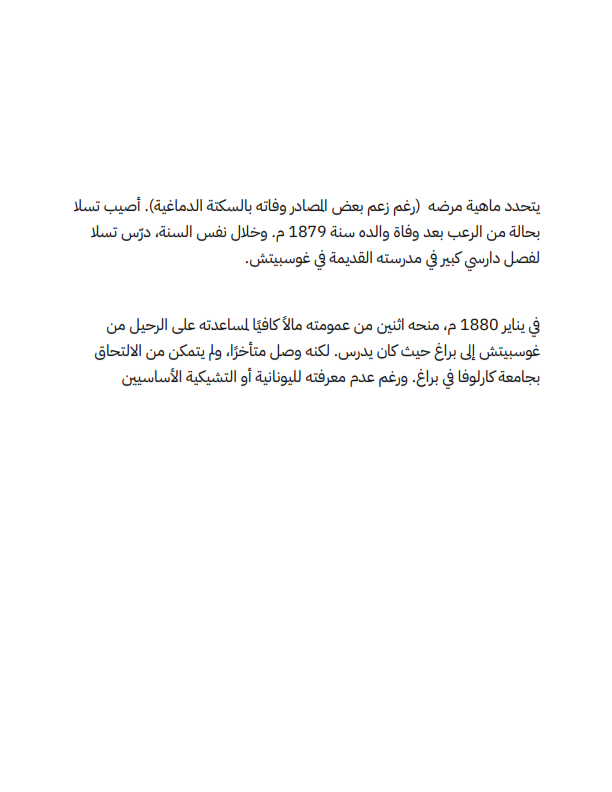 يتحدد ماهية مرضه (رغم زعم بعض المصادر وفاته بالسكتة الدماغية). أصيب تسلا
بحالة من الرعب بعد وفاة والده سنة 1879 م. وخلال نفس السنة، درّس تسلا
لفصل دارسي كبير في مدرسته القديمة في غوسبيتش.
في يناير 1880 م، منحه اثنين من عمومته مالاً كافيًا لمساعدته على الرحيل من
غوسبيتش إلى براغ حيث كان يدرس. لكنه وصل متأخرًا، ولم يتمكن من الالتحاق
بجامعة كارلوفا في براغ. ورغم عدم معرفته لليونانية أو التشيكية الأساسيين